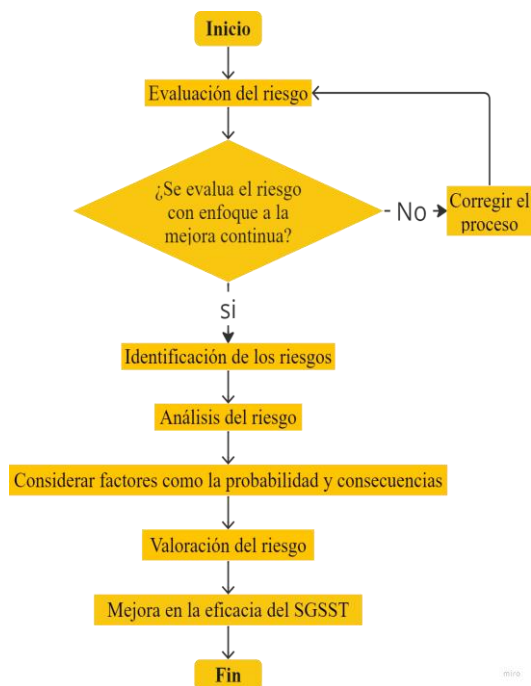 Inicio
Evaluación del riesgo
¿Se evalua el riesgo
con enfoque a la
mejora continua?
No
Corregir el
proceso
si
Identificación de los riesgos
Análisis del riesgo
Considerar factores como la probabilidad y consecuencias
Valoración del riesgo
Mejora en la eficacia del SGSST
Fin
miro